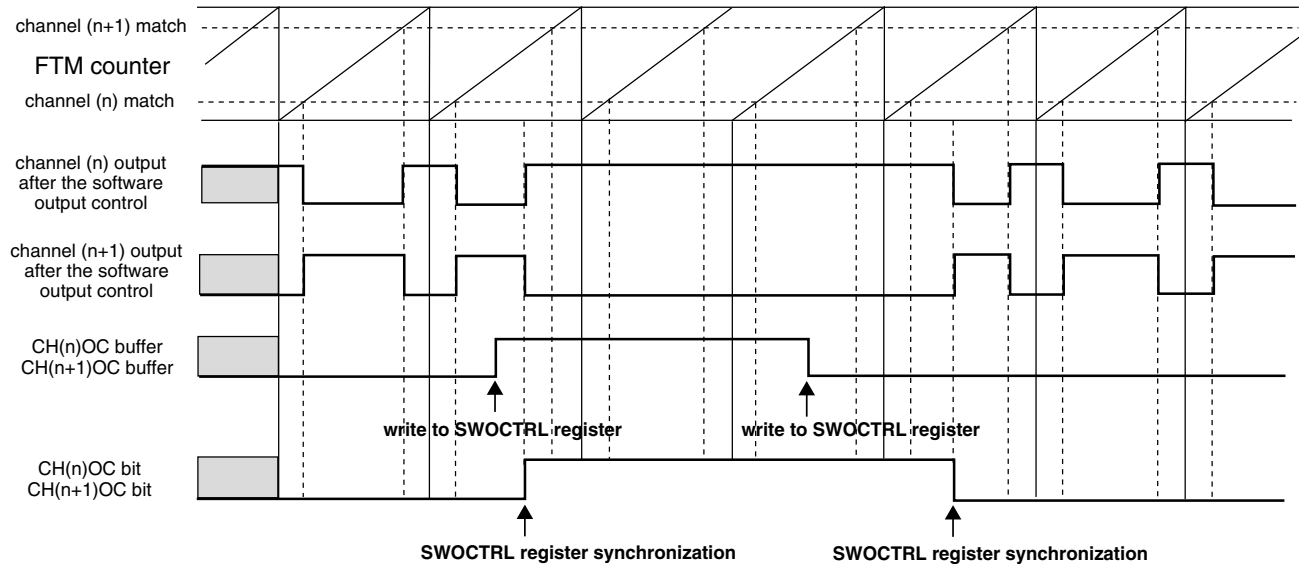 channel (n+1) match
FTM counter
channel (n) match
channel (n) output
after the software
output control
channel (n+1) output
after the software
output control
CH(n)OC buffer
CH(n+1)OC buffer
write to SWOCTRL register
write to SWOCTRL register
CH(n)OC bit
CH(n+1)OC bit
SWOCTRL register synchronization
SWOCTRL register synchronization